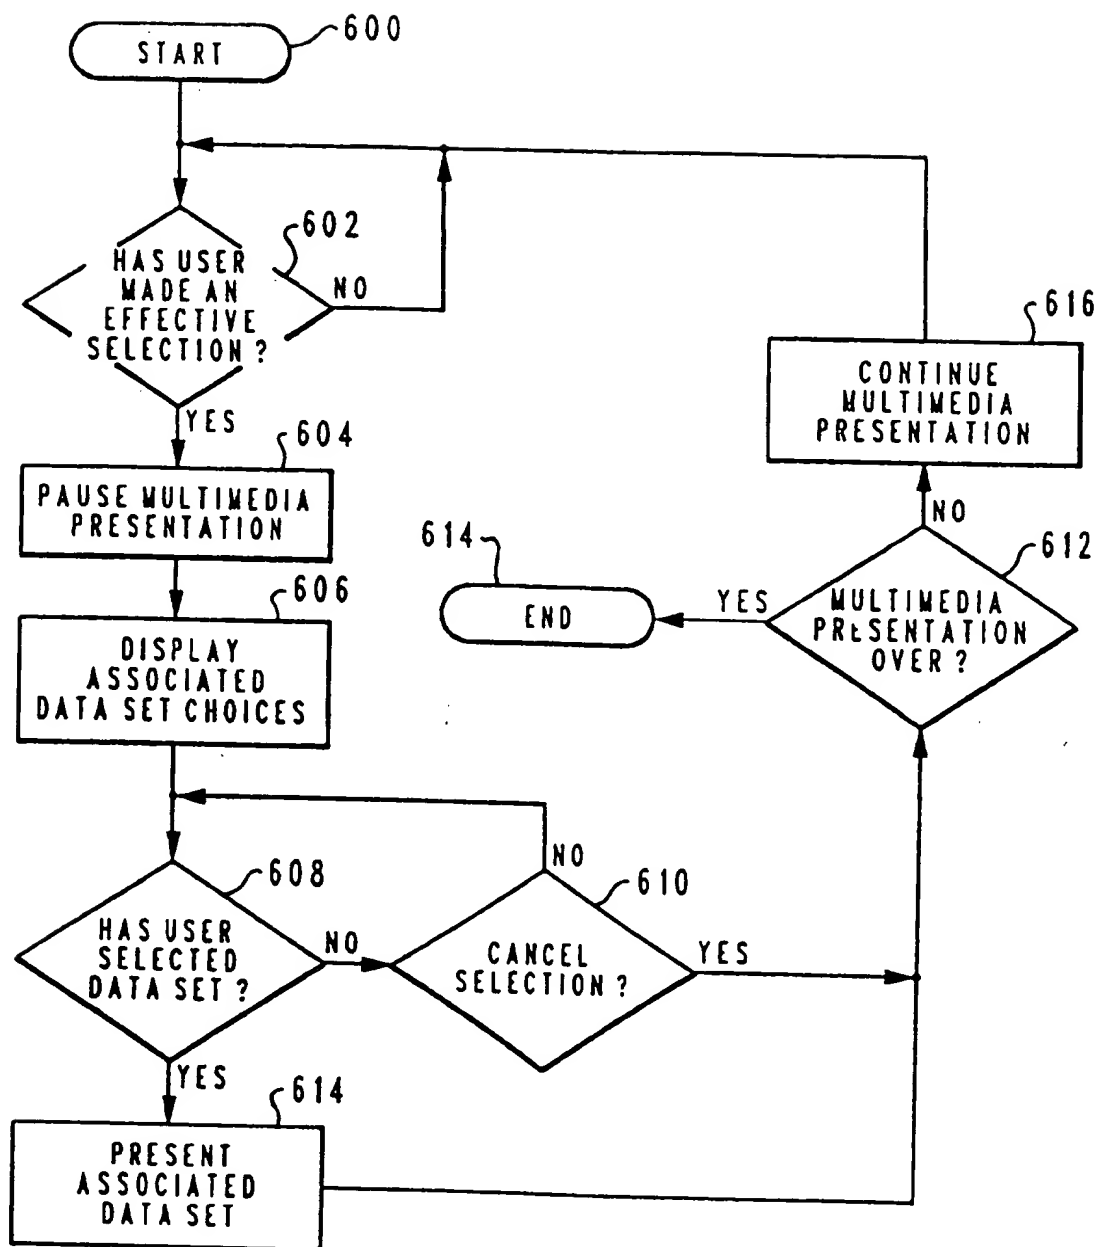 START
600
HAS USER
MADE AN
EFFECTIVE
SELECTION ?
602
NO
YES
PAUSE MULTIMEDIA
PRESENTATION
604
DISPLAY
ASSOCIATED
DATA SET CHOICES
606
HAS USER
SELECTED
DATA SET ?
608
NO
YES
CANCEL
SELECTION ?
610
NO
YES
PRESENT
ASSOCIATED
DATA SET
614
MULTIMEDIA
PRESENTATION
OVER ?
612
YES
NO
END
614
CONTINUE
MULTIMEDIA
PRESENTATION
616